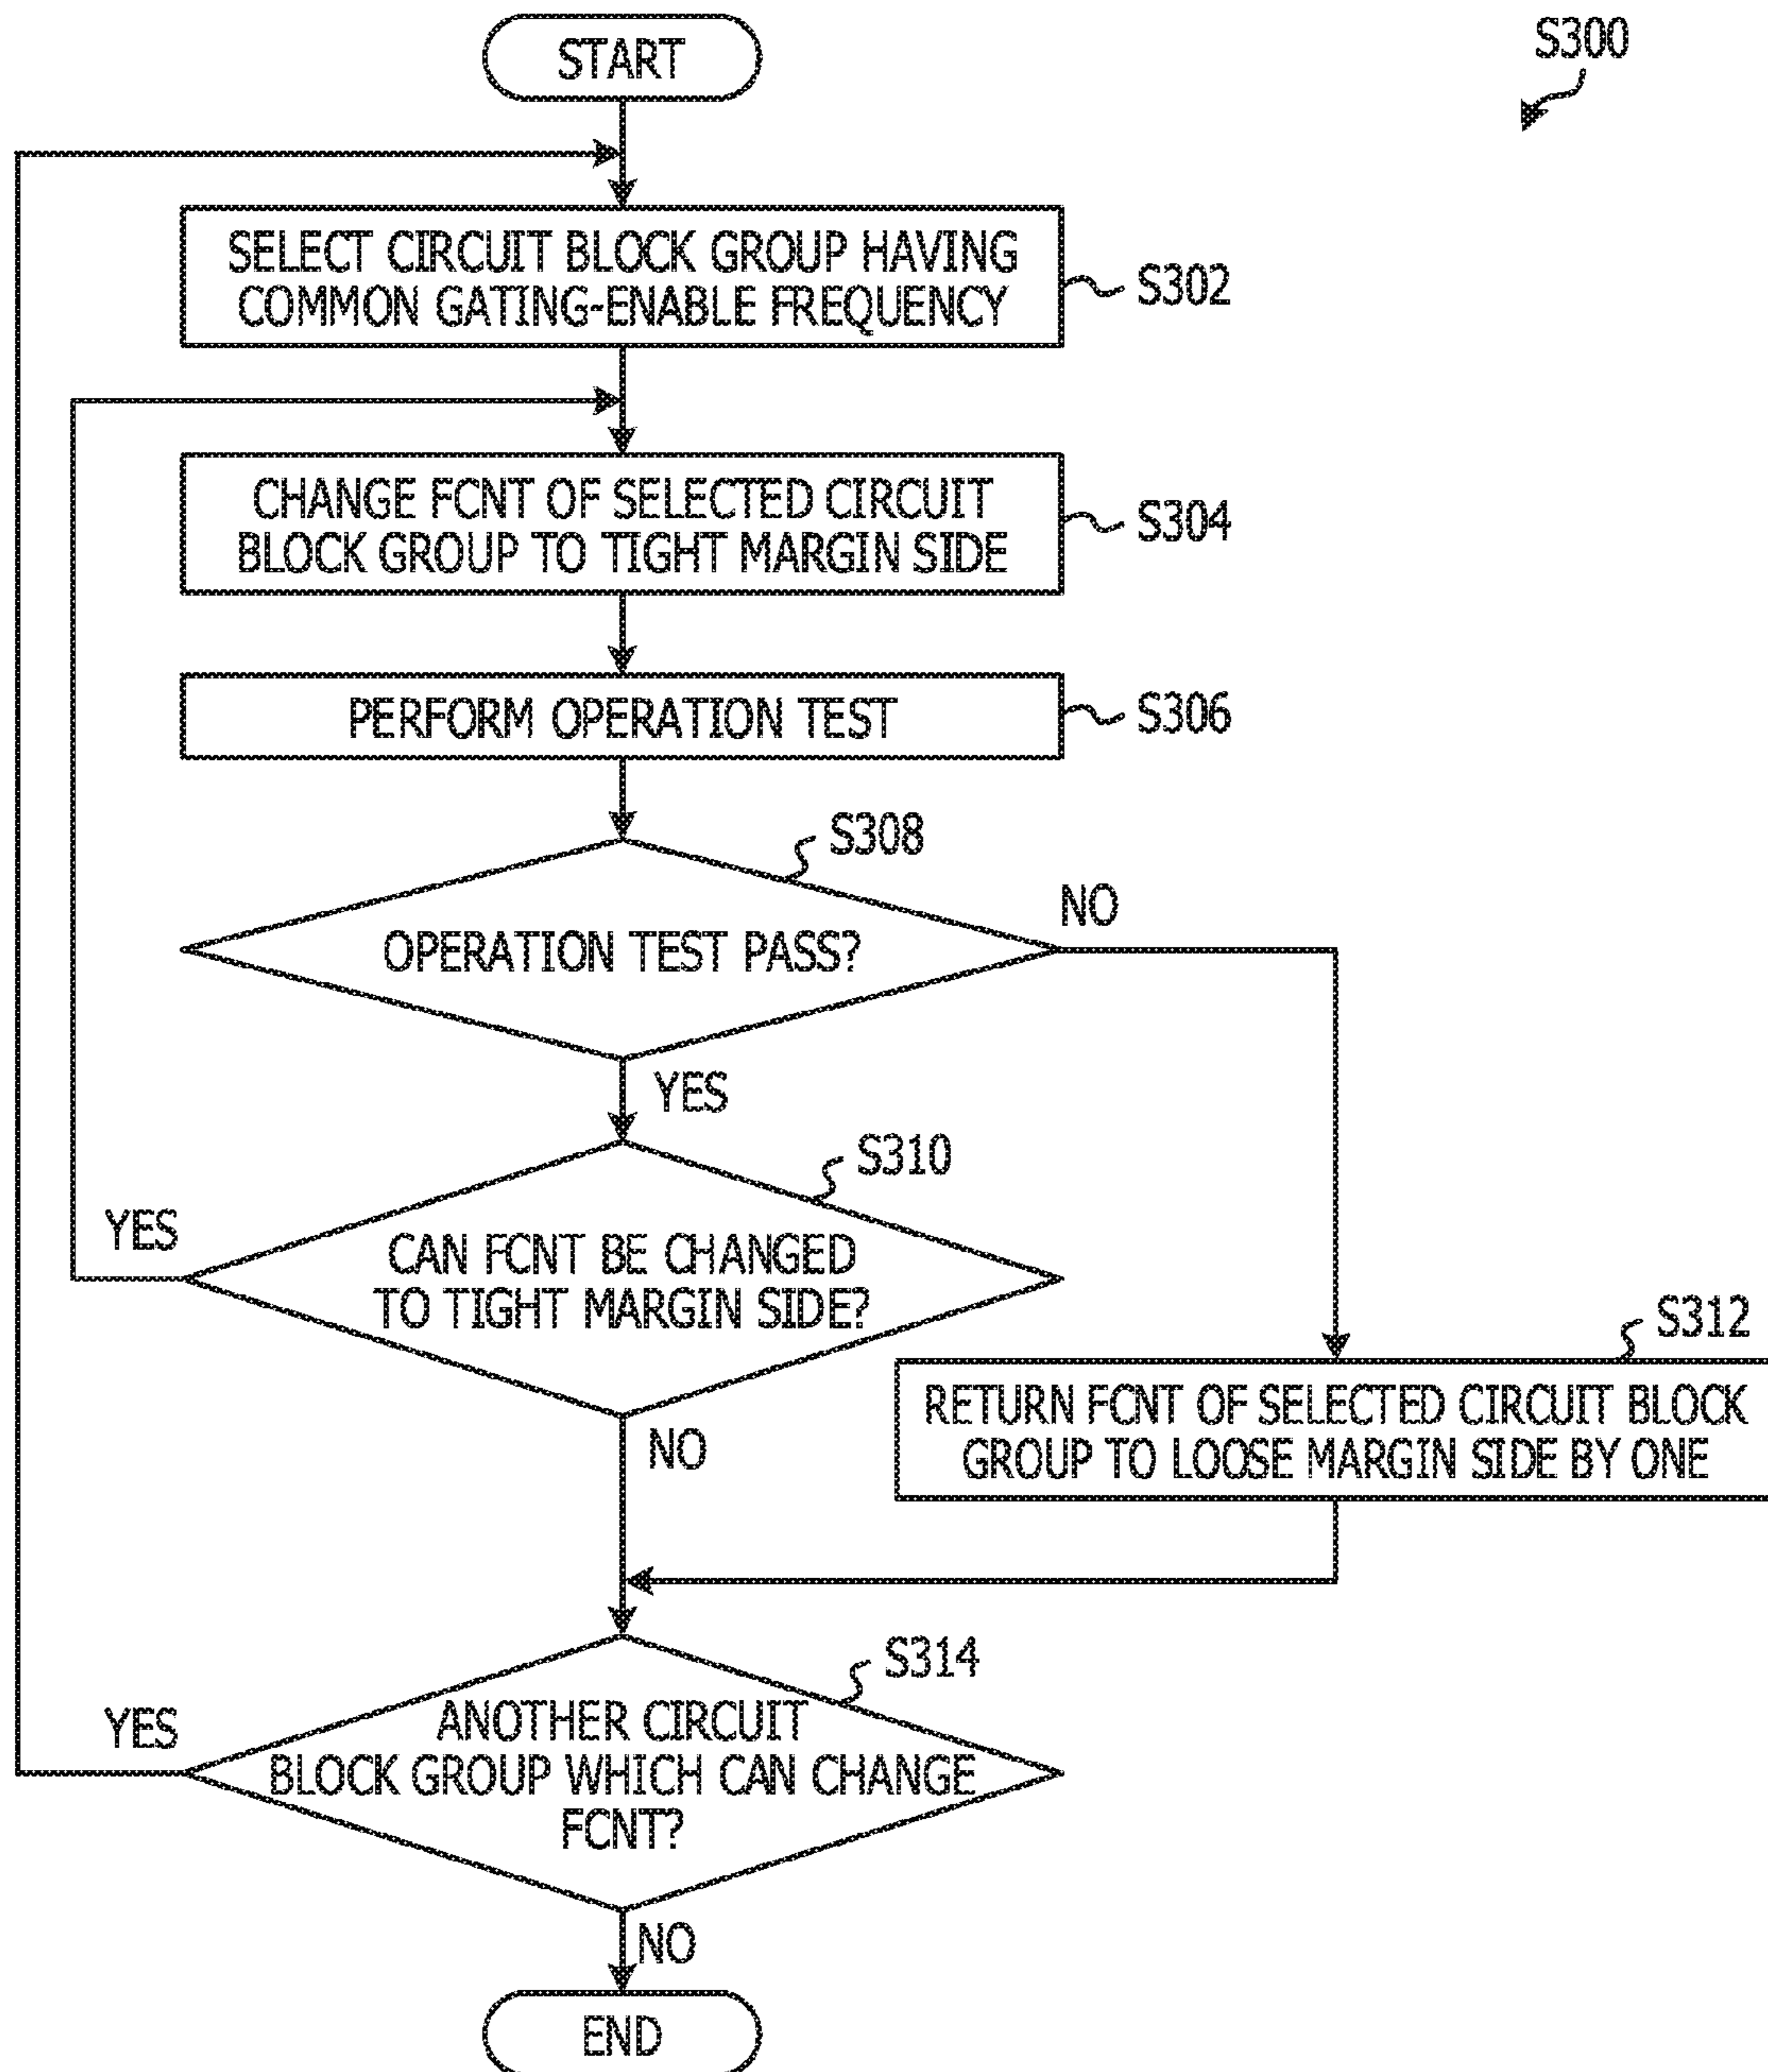 START
S300
SELECT CIRCUIT BLOCK GROUP HAVING
COMMON GATING-ENABLE FREQUENCY
S302
CHANGE FCNT OF SELECTED CIRCUIT
BLOCK GROUP TO TIGHT MARGIN SIDE
S304
PERFORM OPERATION TEST
S306
S308
OPERATION TEST PASS?
NO
YES
S310
CAN FCNT BE CHANGED
TO TIGHT MARGIN SIDE?
YES
NO
S312
RETURN FCNT OF SELECTED CIRCUIT BLOCK
GROUP TO LOOSE MARGIN SIDE BY ONE
S314
ANOTHER CIRCUIT
BLOCK GROUP WHICH CAN CHANGE
FCNT?
YES
NO
END